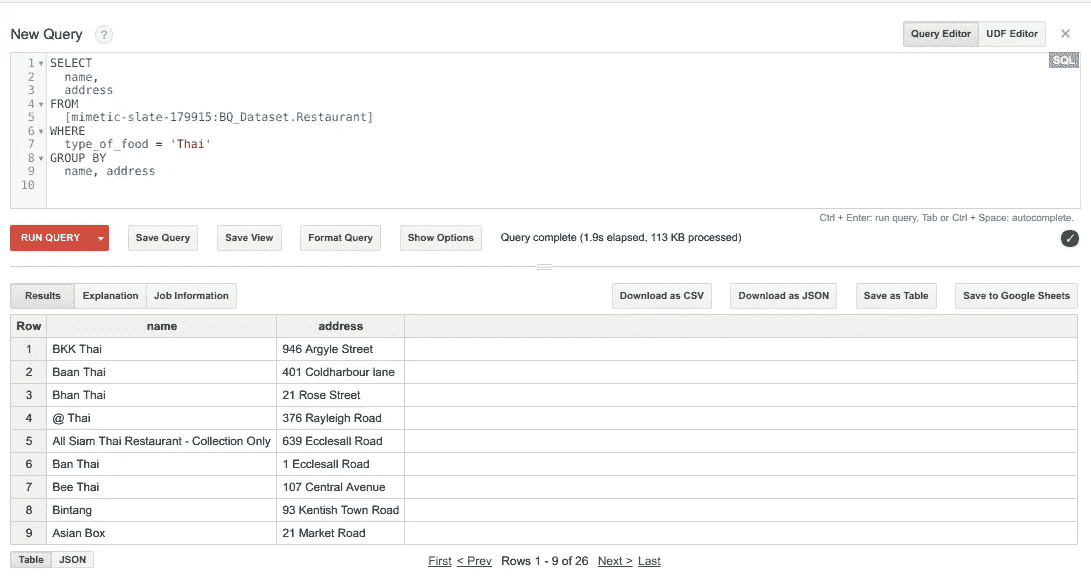 New Query ?
Query Editor UDF Editor ×
SQL
1 SELECT
2 name,
3 address
4 FROM
5 [mimetic-slate-179915:BQ_Dataset.Restaurant]
6 WHERE
7 type_of_food = 'Thai'
8 GROUP BY
9 name, address
10
Ctrl + Enter: run query, Tab or Ctrl + Space: autocomplete.
RUN QUERY Save Query Save View Format Query Show Options Query complete (1.9s elapsed, 113 KB processed)
Results Explanation Job Information Download as CSV Download as JSON Save as Table Save to Google Sheets
Row name address
1 BKK Thai 946 Argyle Street
2 Baan Thai 401 Coldharbour lane
3 Bhan Thai 21 Rose Street
4 @ Thai 376 Rayleigh Road
5 All Siam Thai Restaurant - Collection Only 639 Ecclesall Road
6 Ban Thai 1 Ecclesall Road
7 Bee Thai 107 Central Avenue
8 Bintang 93 Kentish Town Road
9 Asian Box 21 Market Road
Table JSON First < Prev Rows 1 - 9 of 26 Next > Last